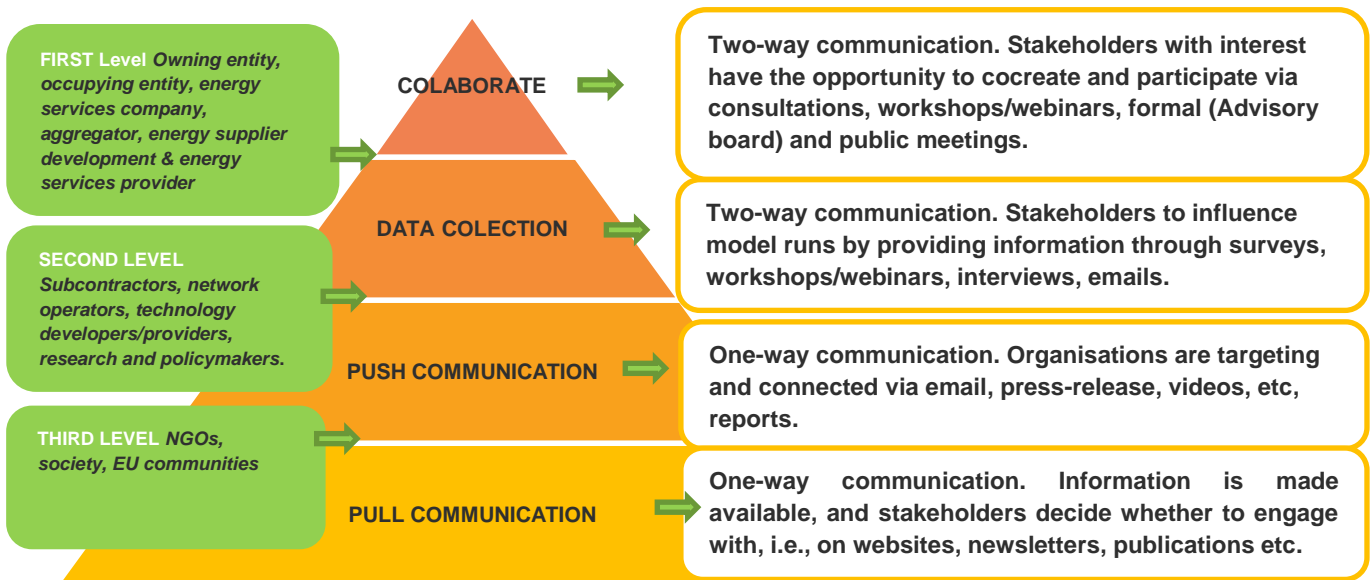 FIRST Level Owning entity,
occupying entity, energy
services company,
aggregator, energy supplier
development & energy
services provider
COLABORATE
Two-way communication. Stakeholders with interest
have the opportunity to cocreate and participate via
consultations, workshops/webinars, formal (Advisory
board) and public meetings.
SECOND LEVEL
Subcontractors, network
operators, technology
developers/providers,
research and policymakers.
DATA COLECTION
Two-way communication. Stakeholders to influence
model runs by providing information through surveys,
workshops/webinars, interviews, emails.
PUSH COMMUNICATION
One-way communication. Organisations are targeting
and connected via email, press-release, videos, etc,
reports.
THIRD LEVEL NGOs,
society, EU communities
PULL COMMUNICATION
One-way communication. Information is made
available, and stakeholders decide whether to engage
with, i.e., on websites, newsletters, publications etc.